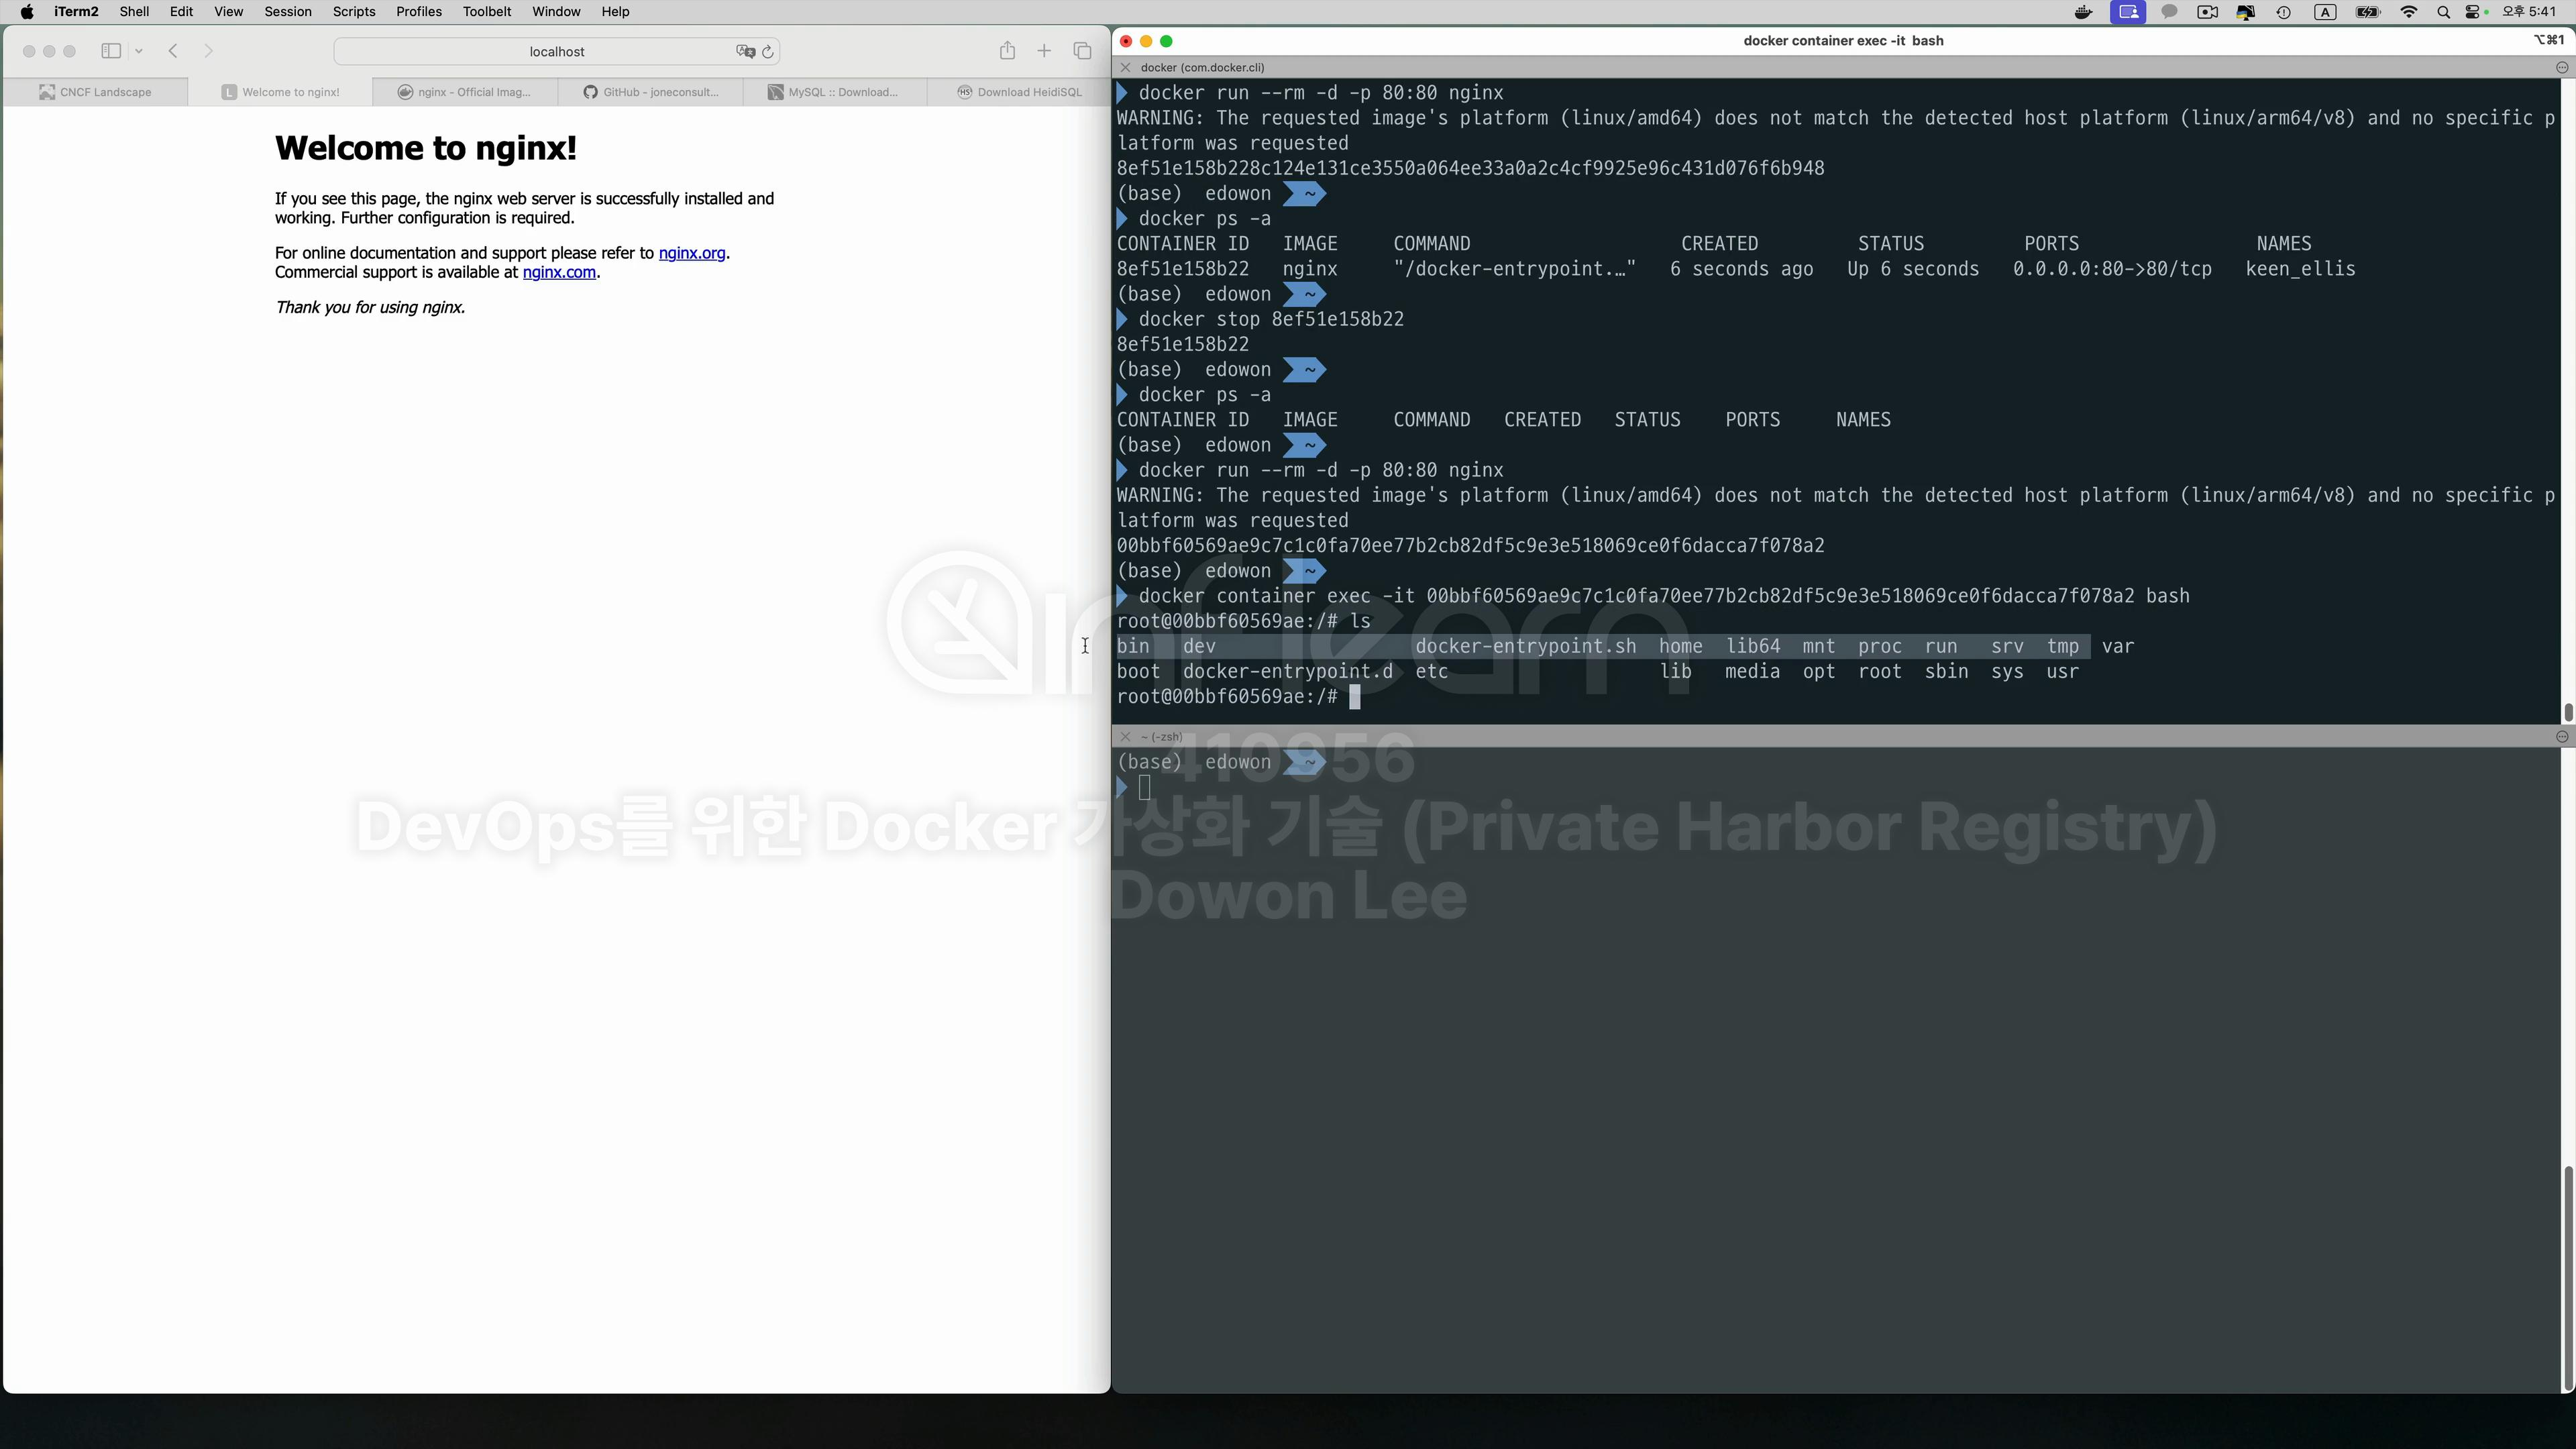 iTerm2 Shell Edit View Session Scripts Profiles Toolbelt Window Help
A 오후 5:41
localhost
CNCF Landscape
L Welcome to nginx!
nginx - Official Imag...
GitHub - joneconsult...
MySQL :: Download...
Download HeidiSQL
Welcome to nginx!
If you see this page, the nginx web server is successfully installed and
working. Further configuration is required.
For online documentation and support please refer to nginx.org.
Commercial support is available at nginx.com.
Thank you for using nginx.
docker container exec -it bash
⌥⌘1
docker (com.docker.cli)
docker run --rm -d -p 80:80 nginx
WARNING: The requested image's platform (linux/amd64) does not match the detected host platform (linux/arm64/v8) and no specific p
latform was requested
8ef51e158b228c124e131ce3550a064ee33a0a2c4cf9925e96c431d076f6b948
(base) edowon ~
docker ps -a
CONTAINER ID IMAGE COMMAND CREATED STATUS PORTS NAMES
8ef51e158b22 nginx "/docker-entrypoint.…" 6 seconds ago Up 6 seconds 0.0.0.0:80->80/tcp keen_ellis
(base) edowon ~
docker stop 8ef51e158b22
8ef51e158b22
(base) edowon ~
docker ps -a
CONTAINER ID IMAGE COMMAND CREATED STATUS PORTS NAMES
(base) edowon ~
docker run --rm -d -p 80:80 nginx
WARNING: The requested image's platform (linux/amd64) does not match the detected host platform (linux/arm64/v8) and no specific p
latform was requested
00bbf60569ae9c7c1c0fa70ee77b2cb82df5c9e3e518069ce0f6dacca7f078a2
(base) edowon ~
docker container exec -it 00bbf60569ae9c7c1c0fa70ee77b2cb82df5c9e3e518069ce0f6dacca7f078a2 bash
root@00bbf60569ae:/# ls
bin dev docker-entrypoint.sh home lib64 mnt proc run srv tmp var
boot docker-entrypoint.d etc lib media opt root sbin sys usr
root@00bbf60569ae:/#
~ (-zsh)
(base) edowon ~
inflearn
410956
DevOps를 위한 Docker 가상화 기술 (Private Harbor Registry)
Dowon Lee